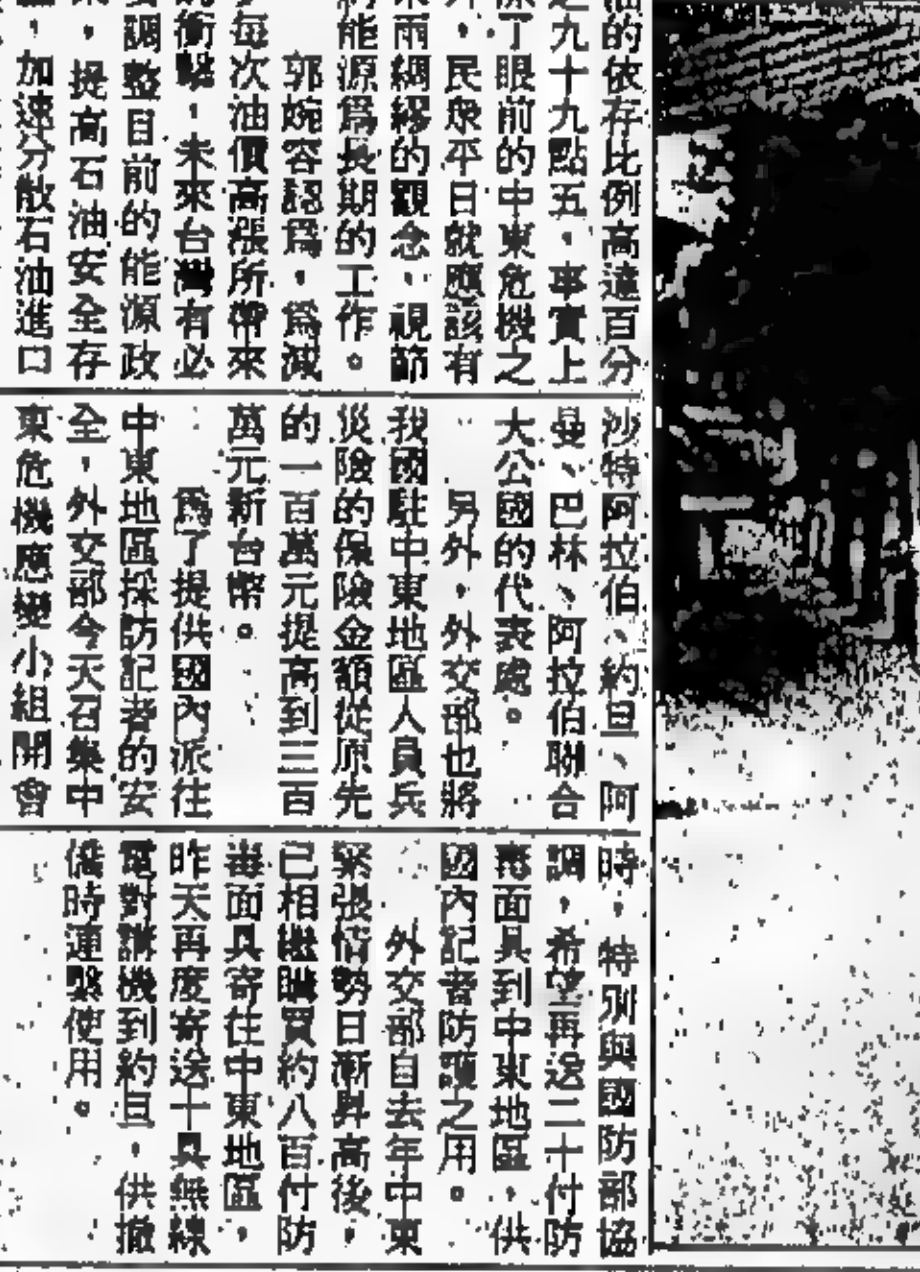 油的依存比例高達百分
之九十九點五，事實上
除了眼前的中東危機之
外，民衆平日就應該有
未雨綢繆的觀念，視節
約能源爲長期的工作。
郭婉容認爲，爲減
少每次油價高漲所帶來
的衝擊，未來台灣有必
要調整目前的能源政
策，提高石油安全存
量，加速分散石油進口
沙特阿拉伯、約旦、阿
曼、巴林、阿拉伯聯合
大公國的代表處。
另外，外交部也將
我國駐中東地區人員兵
災險的保險金額從原先
的一百萬元提高到三百
萬元新台幣。
爲了提供國內派往
中東地區採訪記者的安
全，外交部今天召集中
東危機應變小組開會
時，特別與國防部協
調，希望再送二十付防
毒面具到中東地區，供
國內記者防護之用。
外交部自去年中東
緊張情勢日漸昇高後，
已相繼購買約八百付防
毒面具寄往中東地區，
昨天再度寄送十具無線
電對講機到約旦，供撤
僑時連繫使用。